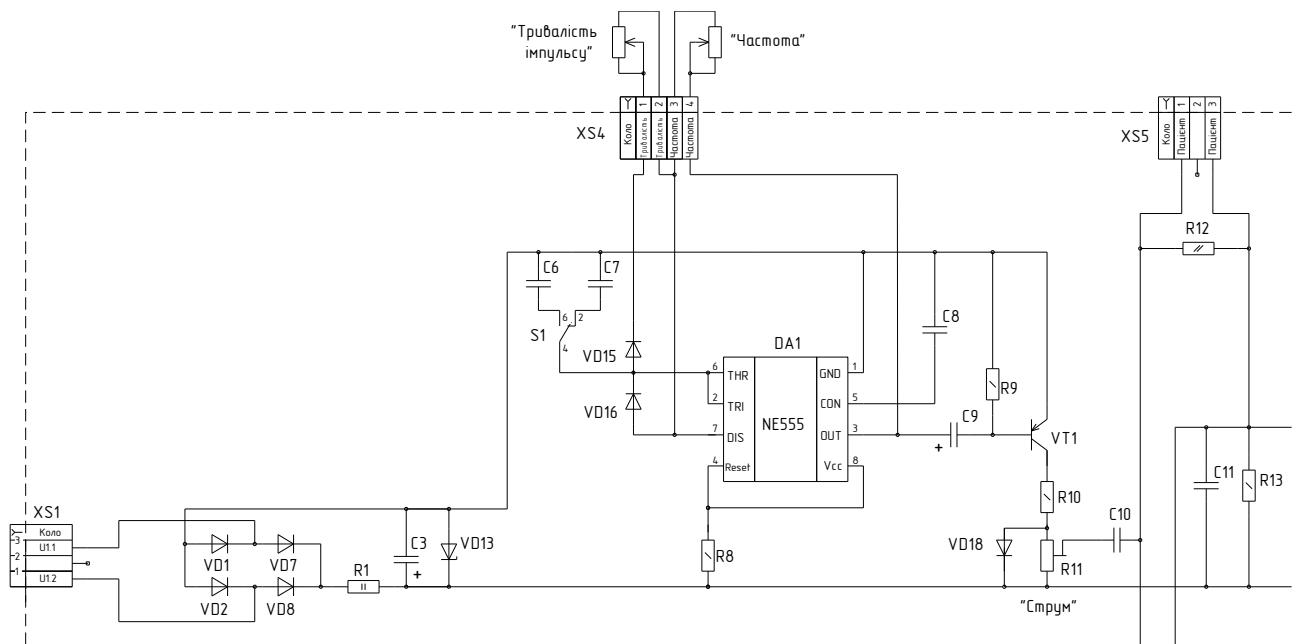 "Тривалість
імпульсу"
"Частота"
XS4
Коло
1 Тривалість
2 Тривалість
3 Частота
4 Частота
XS5
Коло
1 Пацієнт
2
3 Пацієнт
R12
C6
C7
6
2
S1
4
C8
VD15
VD16
DA1
NE555
6 THR
2 TRI
7 DIS
4 Reset
GND 1
CON 5
OUT 3
Vcc 8
R9
C9
+
VT1
R10
C10
C11
R13
XS1
Коло
3
U1.1
2
1
U1.2
VD1
VD7
VD2
VD8
R1
C3
+
VD13
R8
VD18
R11
"Струм"